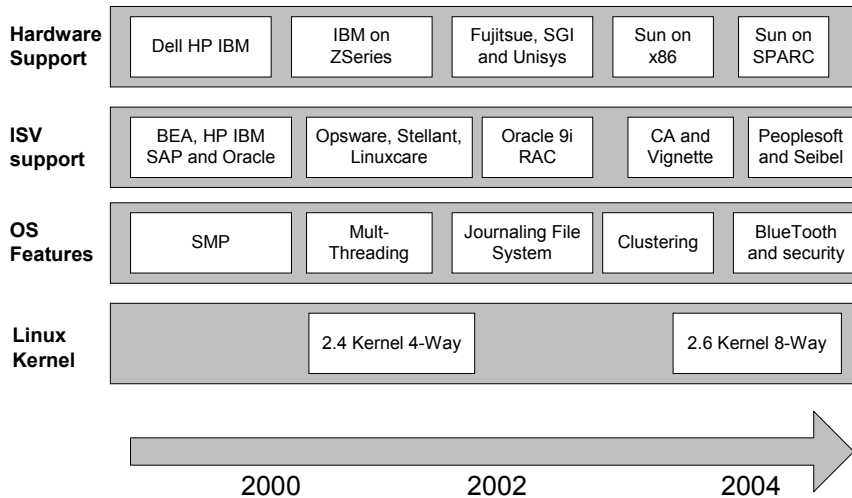 Hardware
Support
Dell HP IBM
IBM on
ZSeries
Fujitsue, SGI
and Unisys
Sun on
x86
Sun on
SPARC
ISV
support
BEA, HP IBM
SAP and Oracle
Opsware, Stellant,
Linuxcare
Oracle 9i
RAC
CA and
Vignette
Peoplesoft
and Seibel
OS
Features
SMP
Mult-
Threading
Journaling File
System
Clustering
BlueTooth
and security
Linux
Kernel
2.4 Kernel 4-Way
2.6 Kernel 8-Way
2000
2002
2004